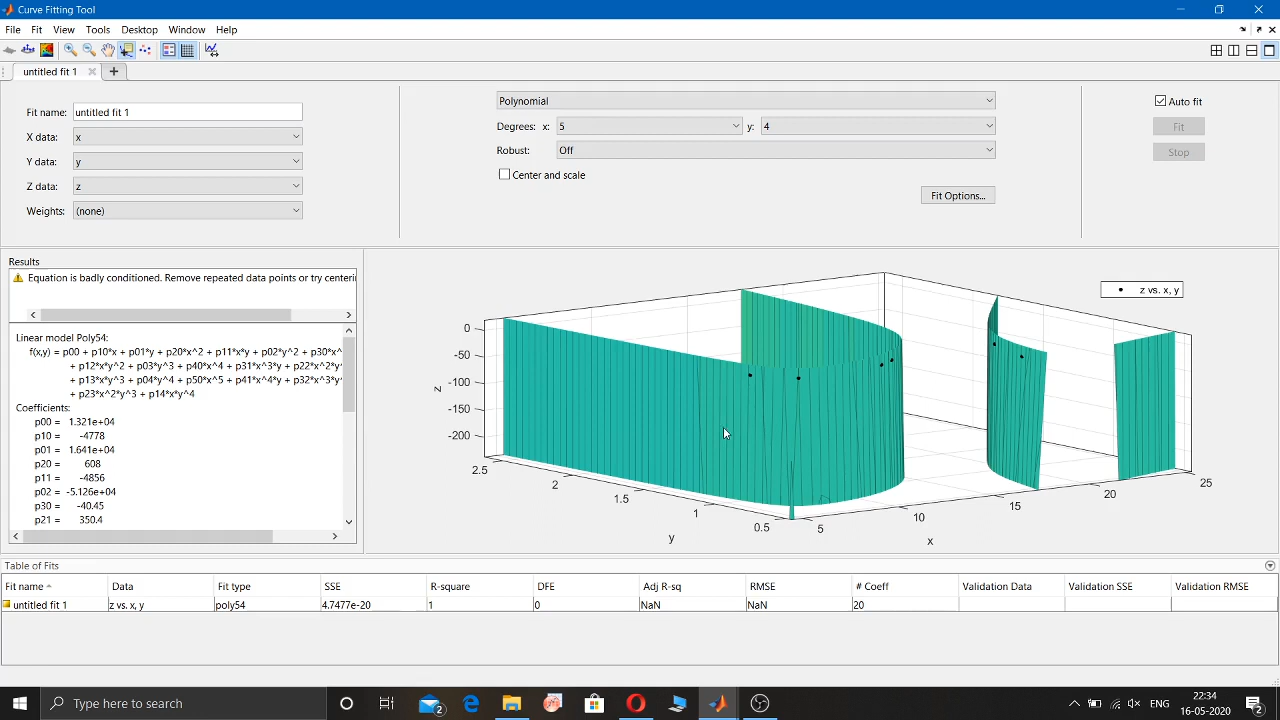 Curve Fitting Tool
File Fit View Tools Desktop Window Help
untitled fit 1
Fit name: untitled fit 1
X data: x
Y data: y
Z data: z
Weights: (none)
Polynomial
Degrees: x: 5 y: 4
Robust: Off
Center and scale
Fit Options...
Auto fit
Fit
Stop
Results
Equation is badly conditioned. Remove repeated data points or try centerin
Linear model Poly54:
f(x,y) = p00 + p10*x + p01*y + p20*x^2 + p11*x*y + p02*y^2 + p30*x^
+ p12*x*y^2 + p03*y^3 + p40*x^4 + p31*x^3*y + p22*x^2*y
+ p13*x*y^3 + p04*y^4 + p50*x^5 + p41*x^4*y + p32*x^3*y
+ p23*x^2*y^3 + p14*x*y^4
Coefficients:
p00 = 1.321e+04
p10 = -4778
p01 = 1.641e+04
p20 = 608
p11 = -4856
p02 = -5.126e+04
p30 = -40.45
p21 = 350.4
z vs. x, y
0
-50
-100
-150
-200
z
2.5
2
1.5
1
0.5
y
5
10
15
20
25
x
Table of Fits
Fit name Data Fit type SSE R-square DFE Adj R-sq RMSE # Coeff Validation Data Validation SSE Validation RMSE
untitled fit 1 z vs. x, y poly54 4.7477e-20 1 0 NaN NaN 20
Type here to search
2
ENG
22:34
16-05-2020
2